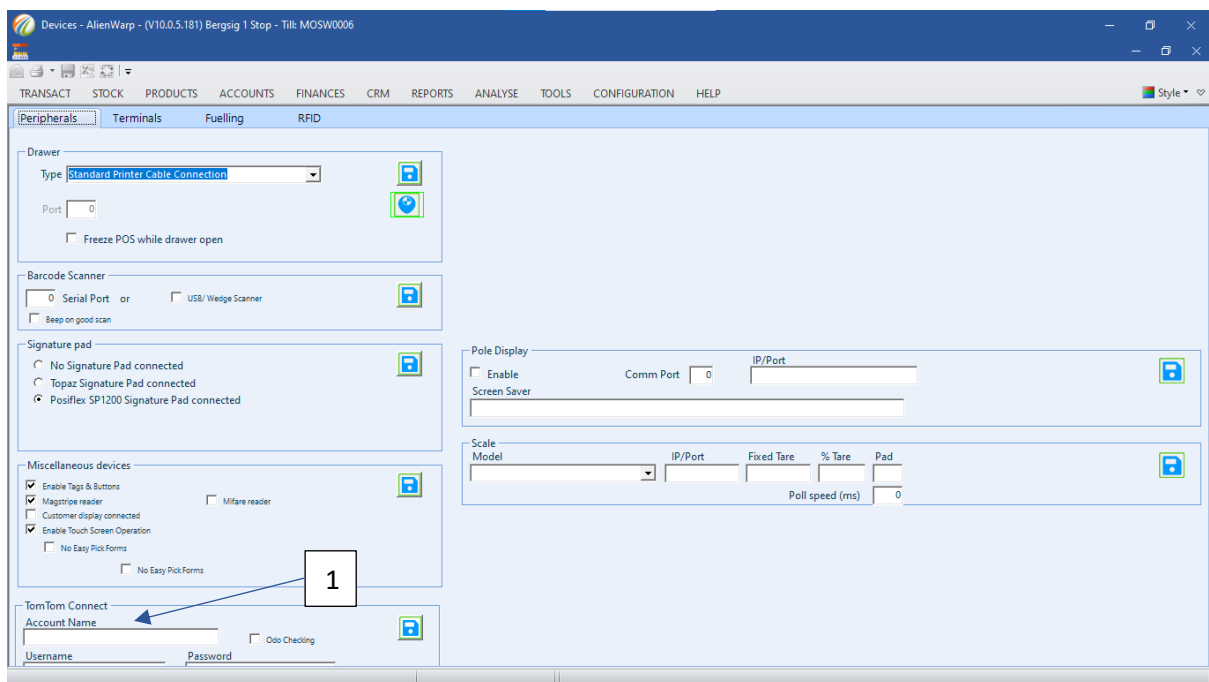 Devices - AlienWarp - (V10.0.5.181) Bergsig 1 Stop - Till: MOSW0006
TRANSACT STOCK PRODUCTS ACCOUNTS FINANCES CRM REPORTS ANALYSE TOOLS CONFIGURATION HELP Style
Peripherals Terminals Fuelling RFID
Drawer
Type Standard Printer Cable Connection
Port 0
Freeze POS while drawer open
Barcode Scanner
0 Serial Port or USB/ Wedge Scanner
Beep on good scan
Signature pad
No Signature Pad connected
Topaz Signature Pad connected
Posiflex SP1200 Signature Pad connected
Pole Display
Enable Comm Port 0 IP/Port
Screen Saver
Scale
Model IP/Port Fixed Tare % Tare Pad
Poll speed (ms) 0
Miscellaneous devices
Enable Tags & Buttons
Magstripe reader Mifare reader
Customer display connected
Enable Touch Screen Operation
No Easy Pick Forms
No Easy Pick Forms
1
TomTom Connect
Account Name
Odo Checking
Username Password